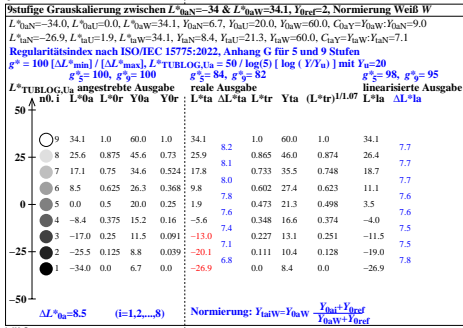 9stufige Graukalierung zwischen L*0aN=−34 & L*0aW=34.1, Y0ref=2, Normierung Weiß W
L*0aN=−34.0, L*0aU=0.0, L*0aW=34.1, Y0aN=6.7, Y0aU=20.0, Y0aW=60.0, C0aY=Y0aW:Y0aN=9.0
L*taN=−26.9, L*taU=1.9, L*taW=34.1, YtaN=8.4, YtaU=21.3, YtaW=60.0, CtaY=YtaW:YtaN=7.1
Regularitätsindex nach ISO/IEC 15775:2022, Anhang G für 5 und 9 Stufen
g* = 100 [ΔL*min] / [ΔL*max], L*TUBLOG,Ua = 50 / log(5) [ log ( Y/Yu) ] mit Yu=20
g*5= 100, g*9= 100 g*5= 84, g*9= 82 g*5= 98, g*9= 95
L*TUBLOG,Ua angestrebte Ausgabe reale Ausgabe linearisierte Ausgabe
n0. i L*0a L*0r Y0a Y0r L*ta ΔL*ta L*tr Yta (L*tr)1/1.07 L*la ΔL*la
50
9 34.1 1.0 60.0 1.0 34.1 1.0 60.0 1.0 34.1
8.2 7.7
25 8 25.6 0.875 45.6 0.73 25.9 0.865 46.0 0.874 26.4
8.1 7.7
7 17.1 0.75 34.6 0.524 17.8 0.733 35.5 0.748 18.7
8.0 7.7
6 8.5 0.625 26.3 0.368 9.8 0.602 27.4 0.623 11.1
7.8 7.6
0 5 0.0 0.5 20.0 0.25 1.9 0.473 21.3 0.498 3.5
7.6 7.6
4 −8.4 0.375 15.2 0.16 −5.6 0.348 16.6 0.374 −4.0
7.4 7.5
3 −17.0 0.25 11.5 0.091 −13.0 0.227 13.1 0.251 −11.5
7.1 7.5
−25 2 −25.5 0.125 8.8 0.039 −20.1 0.111 10.4 0.128 −19.0
6.8 7.8
1 −34.0 0.0 6.7 0.0 −26.9 0.0 8.4 0.0 −26.9
−50
ΔL*0a=8.5 (i=1,2,...,8) Normierung: YtaiW=Y0aW Y0ai+Y0ref
Y0aW+Y0ref